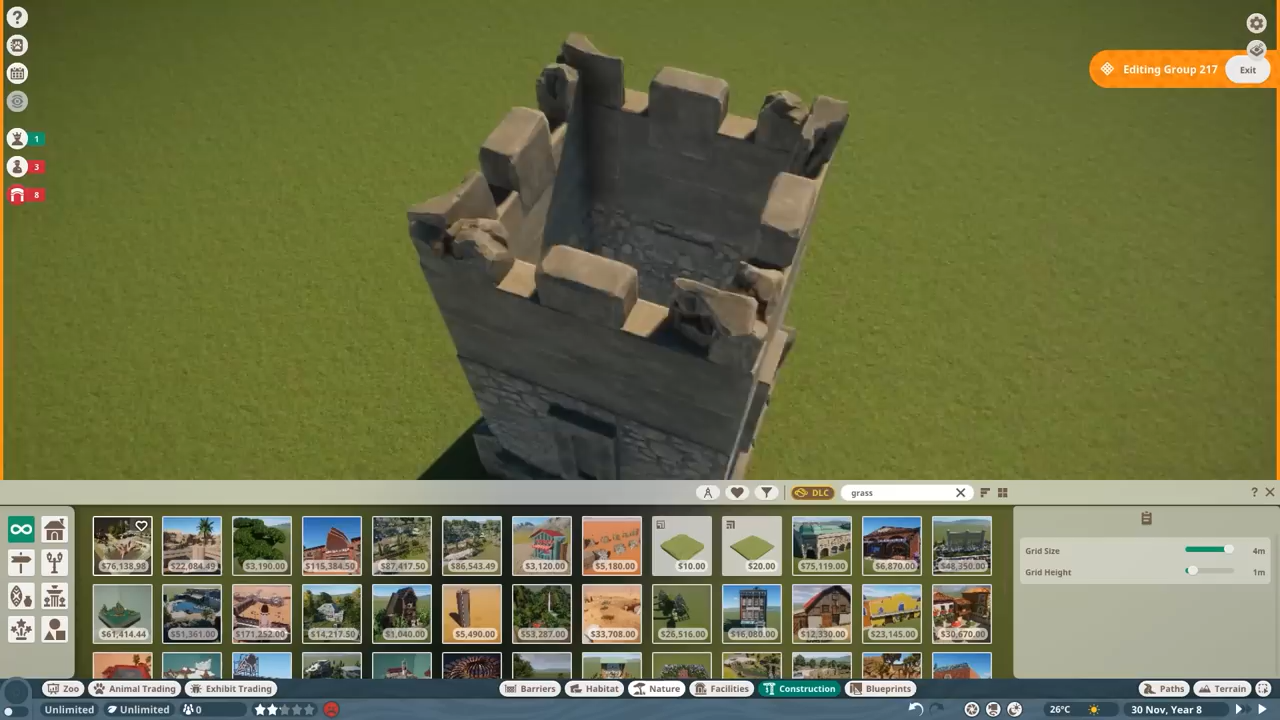 ?
Editing Group 217
Exit
1
3
8
DLC
grass
?
$76,138.98
$22,084.49
$3,190.00
$115,384.50
$87,417.50
$86,543.49
$3,120.00
$5,180.00
$10.00
$20.00
$75,119.00
$6,870.00
$48,350.00
Grid Size
4m
Grid Height
1m
$61,414.44
$51,361.00
$171,252.00
$14,217.50
$1,040.00
$5,490.00
$53,287.00
$33,708.00
$26,516.00
$16,080.00
$12,330.00
$23,145.00
$30,670.00
Zoo
Animal Trading
Exhibit Trading
Barriers
Habitat
Nature
Facilities
Construction
Blueprints
Paths
Terrain
Unlimited
Unlimited
0
26°C
30 Nov, Year 8